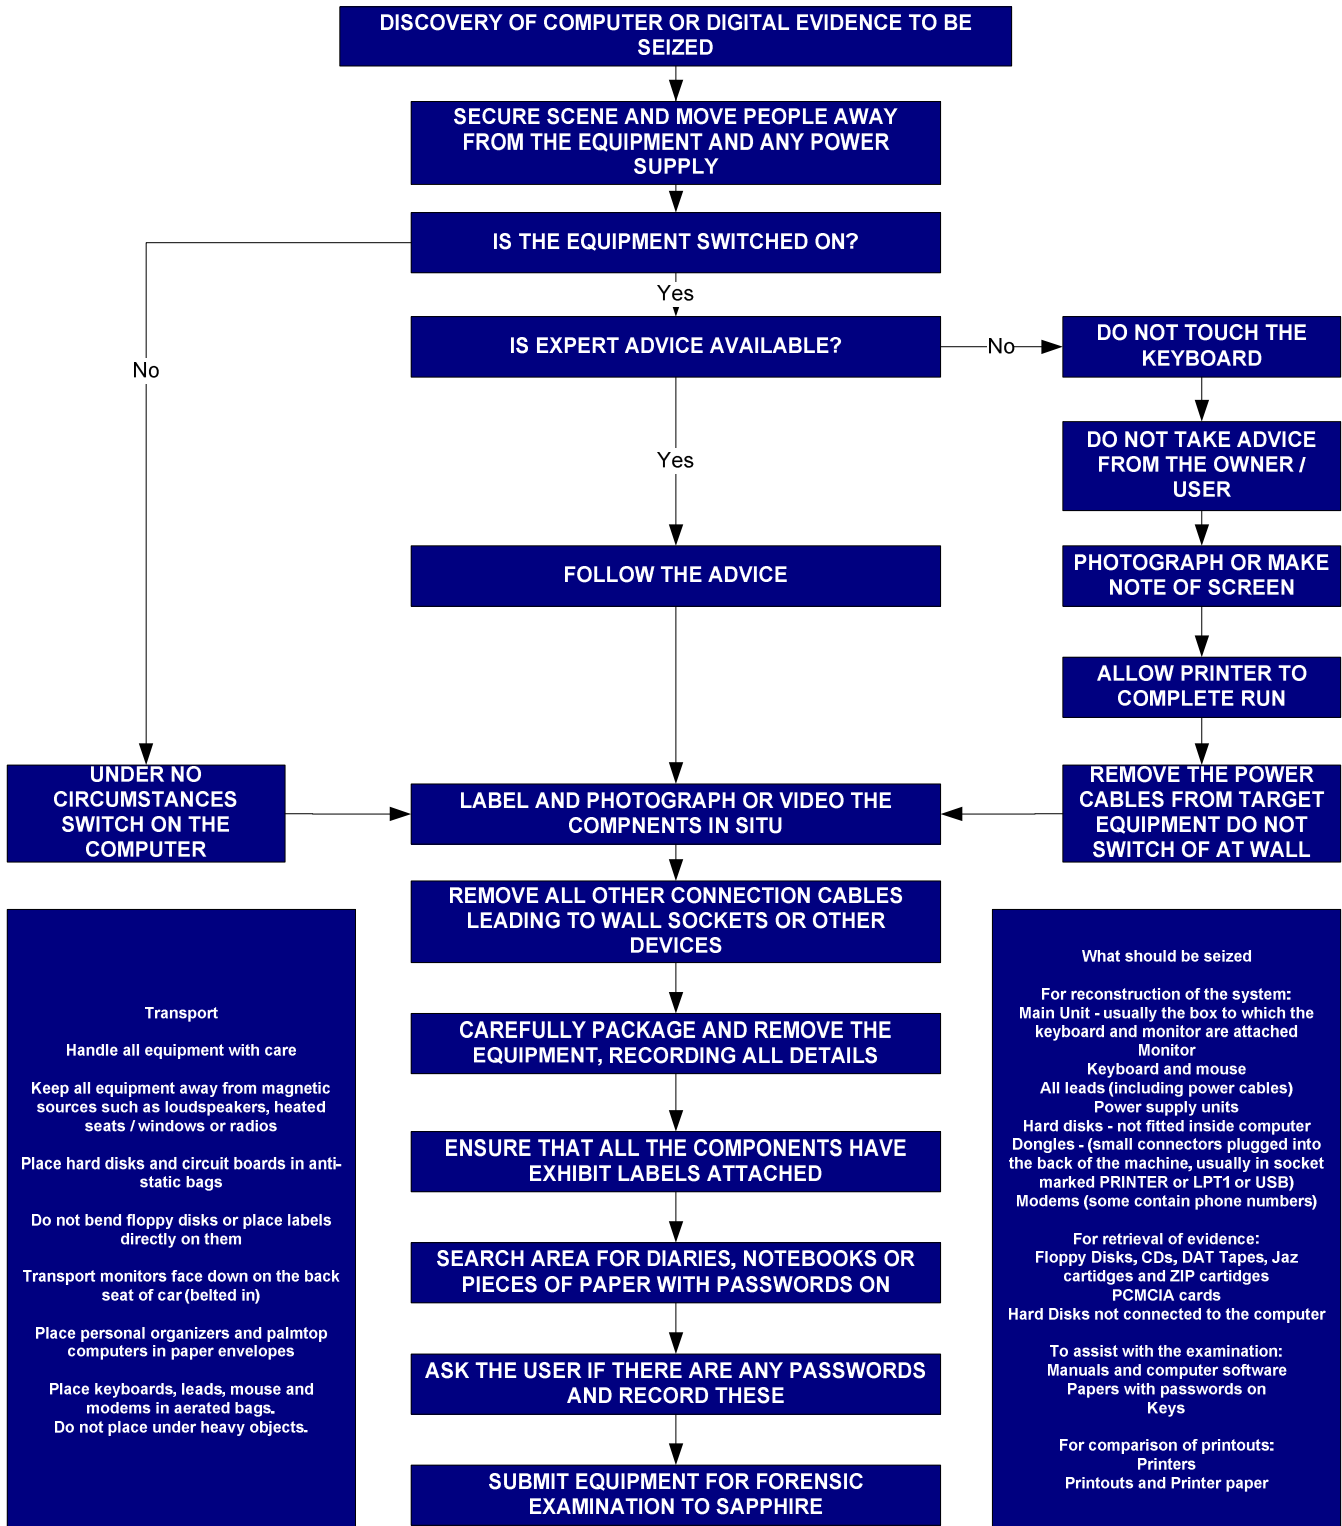 DISCOVERY OF COMPUTER OR DIGITAL EVIDENCE TO BE
SEIZED
SECURE SCENE AND MOVE PEOPLE AWAY
FROM THE EQUIPMENT AND ANY POWER
SUPPLY
IS THE EQUIPMENT SWITCHED ON?
Yes
No
IS EXPERT ADVICE AVAILABLE?
No
Yes
DO NOT TOUCH THE
KEYBOARD
DO NOT TAKE ADVICE
FROM THE OWNER /
USER
FOLLOW THE ADVICE
PHOTOGRAPH OR MAKE
NOTE OF SCREEN
ALLOW PRINTER TO
COMPLETE RUN
UNDER NO
CIRCUMSTANCES
SWITCH ON THE
COMPUTER
LABEL AND PHOTOGRAPH OR VIDEO THE
COMPNENTS IN SITU
REMOVE THE POWER
CABLES FROM TARGET
EQUIPMENT DO NOT
SWITCH OF AT WALL
REMOVE ALL OTHER CONNECTION CABLES
LEADING TO WALL SOCKETS OR OTHER
DEVICES
CAREFULLY PACKAGE AND REMOVE THE
EQUIPMENT, RECORDING ALL DETAILS
ENSURE THAT ALL THE COMPONENTS HAVE
EXHIBIT LABELS ATTACHED
SEARCH AREA FOR DIARIES, NOTEBOOKS OR
PIECES OF PAPER WITH PASSWORDS ON
ASK THE USER IF THERE ARE ANY PASSWORDS
AND RECORD THESE
SUBMIT EQUIPMENT FOR FORENSIC
EXAMINATION TO SAPPHIRE
Transport
Handle all equipment with care
Keep all equipment away from magnetic
sources such as loudspeakers, heated
seats / windows or radios
Place hard disks and circuit boards in anti-
static bags
Do not bend floppy disks or place labels
directly on them
Transport monitors face down on the back
seat of car (belted in)
Place personal organizers and palmtop
computers in paper envelopes
Place keyboards, leads, mouse and
modems in aerated bags.
Do not place under heavy objects.
What should be seized
For reconstruction of the system:
Main Unit - usually the box to which the
keyboard and monitor are attached
Monitor
Keyboard and mouse
All leads (including power cables)
Power supply units
Hard disks - not fitted inside computer
Dongles - (small connectors plugged into
the back of the machine, usually in socket
marked PRINTER or LPT1 or USB)
Modems (some contain phone numbers)
For retrieval of evidence:
Floppy Disks, CDs, DAT Tapes, Jaz
cartidges and ZIP cartidges
PCMCIA cards
Hard Disks not connected to the computer
To assist with the examination:
Manuals and computer software
Papers with passwords on
Keys
For comparison of printouts:
Printers
Printouts and Printer paper